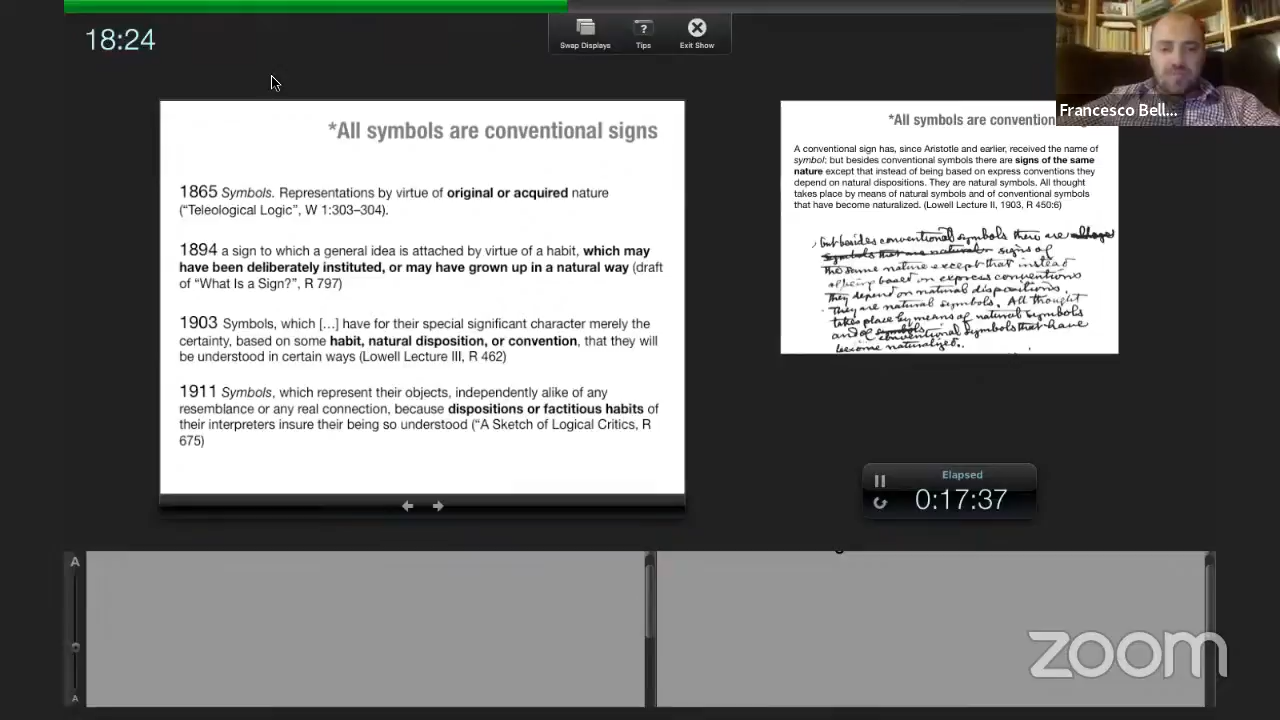 18:24
Swap Displays
Tips
Exit Show
Francesco Bell...
*All symbols are conventional signs
1865 Symbols. Representations by virtue of original or acquired nature
(“Teleological Logic”, W 1:303–304).
1894 a sign to which a general idea is attached by virtue of a habit, which may
have been deliberately instituted, or may have grown up in a natural way (draft
of “What Is a Sign?”, R 797)
1903 Symbols, which [...] have for their special significant character merely the
certainty, based on some habit, natural disposition, or convention, that they will
be understood in certain ways (Lowell Lecture III, R 462)
1911 Symbols, which represent their objects, independently alike of any
resemblance or any real connection, because dispositions or factitious habits of
their interpreters insure their being so understood (“A Sketch of Logical Critics, R
675)
*All symbols are convention
A conventional sign has, since Aristotle and earlier, received the name of
symbol; but besides conventional symbols there are signs of the same
nature except that instead of being based on express conventions they
depend on natural dispositions. They are natural symbols. All thought
takes place by means of natural symbols and of conventional symbols
that have become naturalized. (Lowell Lecture II, 1903, R 450:6)
but besides conventional symbols there are
symbols that are natural signs of
the same nature except that instead
of being based on express conventions
they depend on natural dispositions.
They are natural symbols. All thought
takes place by means of natural symbols
and of symbols conventional symbols that have
become naturalized.
Elapsed
0:17:37
A
A
zoom